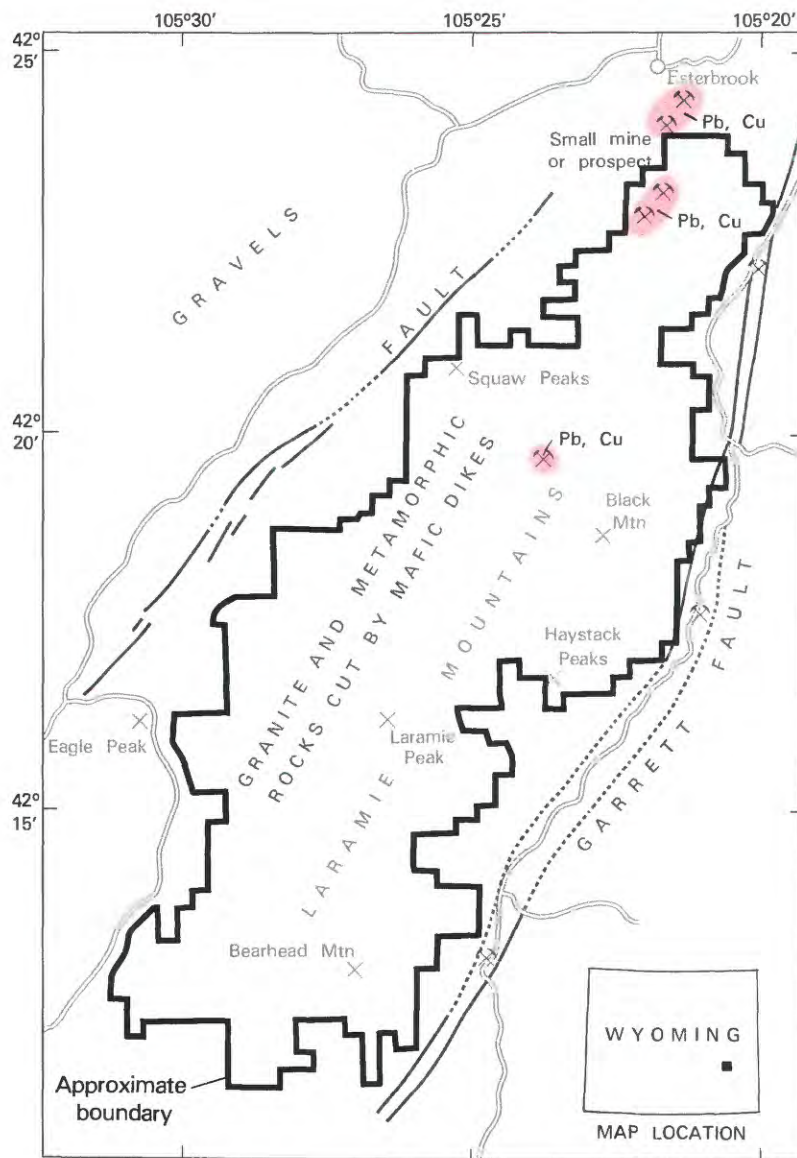 105°30' 105°25' 105°20'
42°
25'
Esterbrook
Pb, Cu
Small mine
or prospect
Pb, Cu
GRAVELS
FAULT
Squaw Peaks
42°
20'
Pb, Cu
Black
Mtn
GRANITE AND METAMORPHIC
ROCKS CUT BY MAFIC DIKES
LARAMIE MOUNTAINS
Haystack
Peaks
Eagle Peak
Laramie
Peak
GARRETT FAULT
42°
15'
Bearhead Mtn
Approximate
boundary
WYOMING
MAP LOCATION